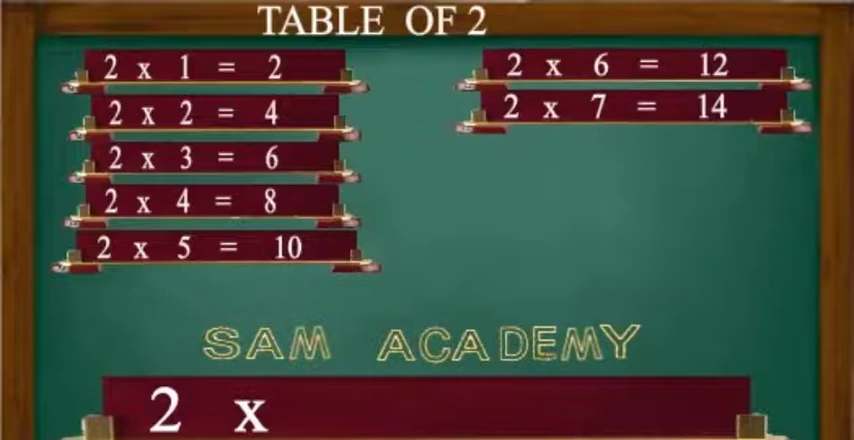 TABLE OF 2
2 x 1 = 2
2 x 2 = 4
2 x 3 = 6
2 x 4 = 8
2 x 5 = 10
2 x 6 = 12
2 x 7 = 14
SAM ACADEMY
2 x